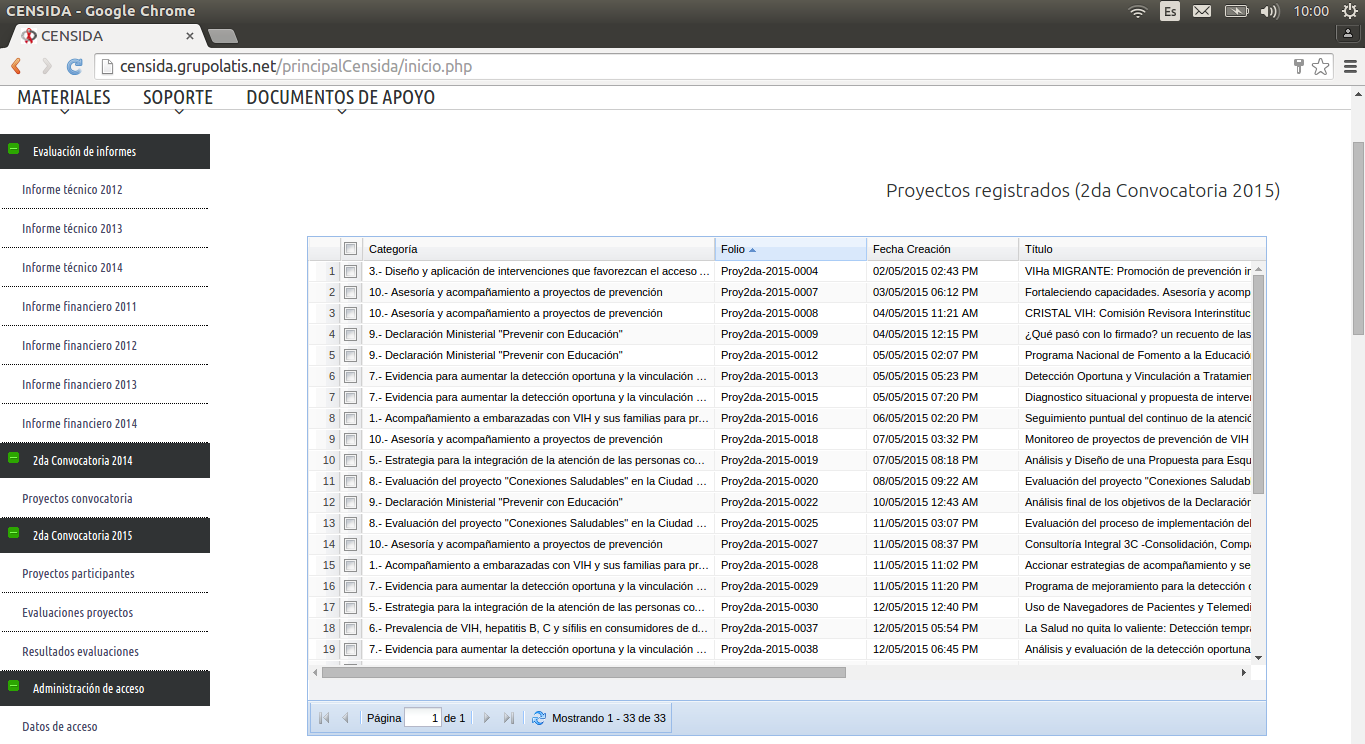 CENSIDA - Google Chrome
Es
10:00
CENSIDA
censida.grupolatis.net/principalCensida/inicio.php
MATERIALES SOPORTE DOCUMENTOS DE APOYO
Evaluación de informes
Informe técnico 2012
Informe técnico 2013
Informe técnico 2014
Informe financiero 2011
Informe financiero 2012
Informe financiero 2013
Informe financiero 2014
2da Convocatoria 2014
Proyectos convocatoria
2da Convocatoria 2015
Proyectos participantes
Evaluaciones proyectos
Resultados evaluaciones
Administración de acceso
Datos de acceso
Proyectos registrados (2da Convocatoria 2015)
Categoría Folio Fecha Creación Título
1 3.- Diseño y aplicación de intervenciones que favorezcan el acceso ... Proy2da-2015-0004 02/05/2015 02:43 PM VIHa MIGRANTE: Promoción de prevención in
2 10.- Asesoría y acompañamiento a proyectos de prevención Proy2da-2015-0007 03/05/2015 06:12 PM Fortaleciendo capacidades. Asesoría y acomp
3 10.- Asesoría y acompañamiento a proyectos de prevención Proy2da-2015-0008 04/05/2015 11:21 AM CRISTAL VIH: Comisión Revisora Interinstituc
4 9.- Declaración Ministerial "Prevenir con Educación" Proy2da-2015-0009 04/05/2015 12:15 PM ¿Qué pasó con lo firmado? un recuento de las
5 9.- Declaración Ministerial "Prevenir con Educación" Proy2da-2015-0012 05/05/2015 02:07 PM Programa Nacional de Fomento a la Educación
6 7.- Evidencia para aumentar la detección oportuna y la vinculación ... Proy2da-2015-0013 05/05/2015 05:23 PM Detección Oportuna y Vinculación a Tratamien
7 7.- Evidencia para aumentar la detección oportuna y la vinculación ... Proy2da-2015-0015 05/05/2015 07:20 PM Diagnostico situacional y propuesta de interve
8 1.- Acompañamiento a embarazadas con VIH y sus familias para pr... Proy2da-2015-0016 06/05/2015 02:20 PM Seguimiento puntual del continuo de la atenció
9 10.- Asesoría y acompañamiento a proyectos de prevención Proy2da-2015-0018 07/05/2015 03:32 PM Monitoreo de proyectos de prevención de VIH
10 5.- Estrategia para la integración de la atención de las personas co... Proy2da-2015-0019 07/05/2015 08:18 PM Análisis y Diseño de una Propuesta para Esqu
11 8.- Evaluación del proyecto "Conexiones Saludables" en la Ciudad ... Proy2da-2015-0020 08/05/2015 09:22 AM Evaluación del proyecto "Conexiones Saludab
12 9.- Declaración Ministerial "Prevenir con Educación" Proy2da-2015-0022 10/05/2015 12:43 AM Análisis final de los objetivos de la Declaración
13 8.- Evaluación del proyecto "Conexiones Saludables" en la Ciudad ... Proy2da-2015-0025 11/05/2015 03:07 PM Evaluación del proceso de implementación del
14 10.- Asesoría y acompañamiento a proyectos de prevención Proy2da-2015-0027 11/05/2015 08:37 PM Consultoría Integral 3C -Consolidación, Compa
15 1.- Acompañamiento a embarazadas con VIH y sus familias para pr... Proy2da-2015-0028 11/05/2015 11:02 PM Accionar estrategias de acompañamiento y se
16 7.- Evidencia para aumentar la detección oportuna y la vinculación ... Proy2da-2015-0029 11/05/2015 11:20 PM Programa de mejoramiento para la detección o
17 5.- Estrategia para la integración de la atención de las personas co... Proy2da-2015-0030 12/05/2015 12:40 PM Uso de Navegadores de Pacientes y Telemedi
18 6.- Prevalencia de VIH, hepatitis B, C y sífilis en consumidores de d... Proy2da-2015-0037 12/05/2015 05:54 PM La Salud no quita lo valiente: Detección tempra
19 7.- Evidencia para aumentar la detección oportuna y la vinculación ... Proy2da-2015-0038 12/05/2015 06:45 PM Análisis y evaluación de la detección oportuna
Página 1 de 1 Mostrando 1 - 33 de 33